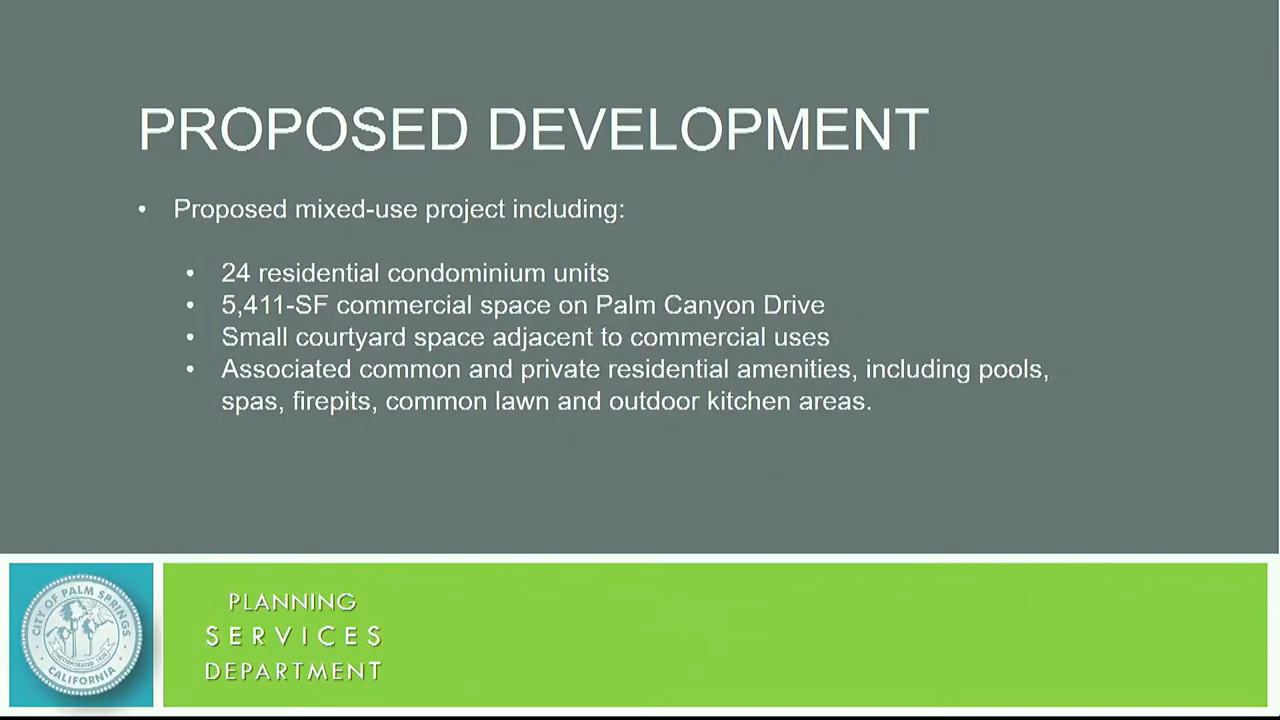 PROPOSED DEVELOPMENT
• Proposed mixed-use project including:
• 24 residential condominium units
• 5,411-SF commercial space on Palm Canyon Drive
• Small courtyard space adjacent to commercial uses
• Associated common and private residential amenities, including pools,
spas, firepits, common lawn and outdoor kitchen areas.
CITY OF PALM SPRINGS
CALIFORNIA
PLANNING
SERVICES
DEPARTMENT